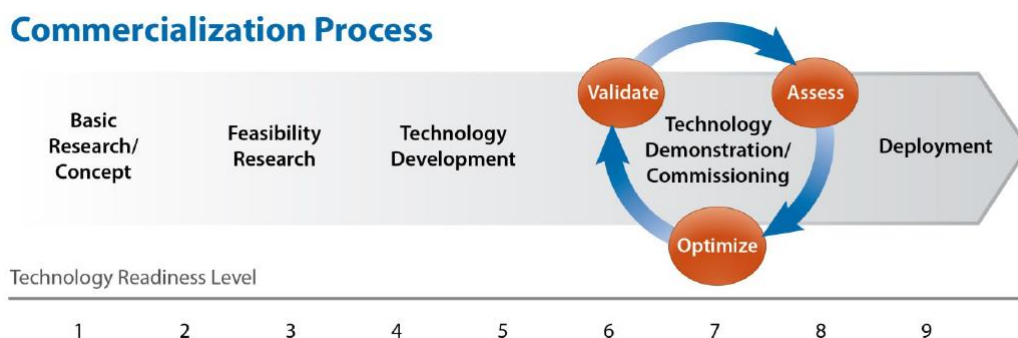 Commercialization Process
Basic
Research/
Concept
Feasibility
Research
Technology
Development
Validate
Assess
Technology
Demonstration/
Commissioning
Optimize
Deployment
Technology Readiness Level
1 2 3 4 5 6 7 8 9